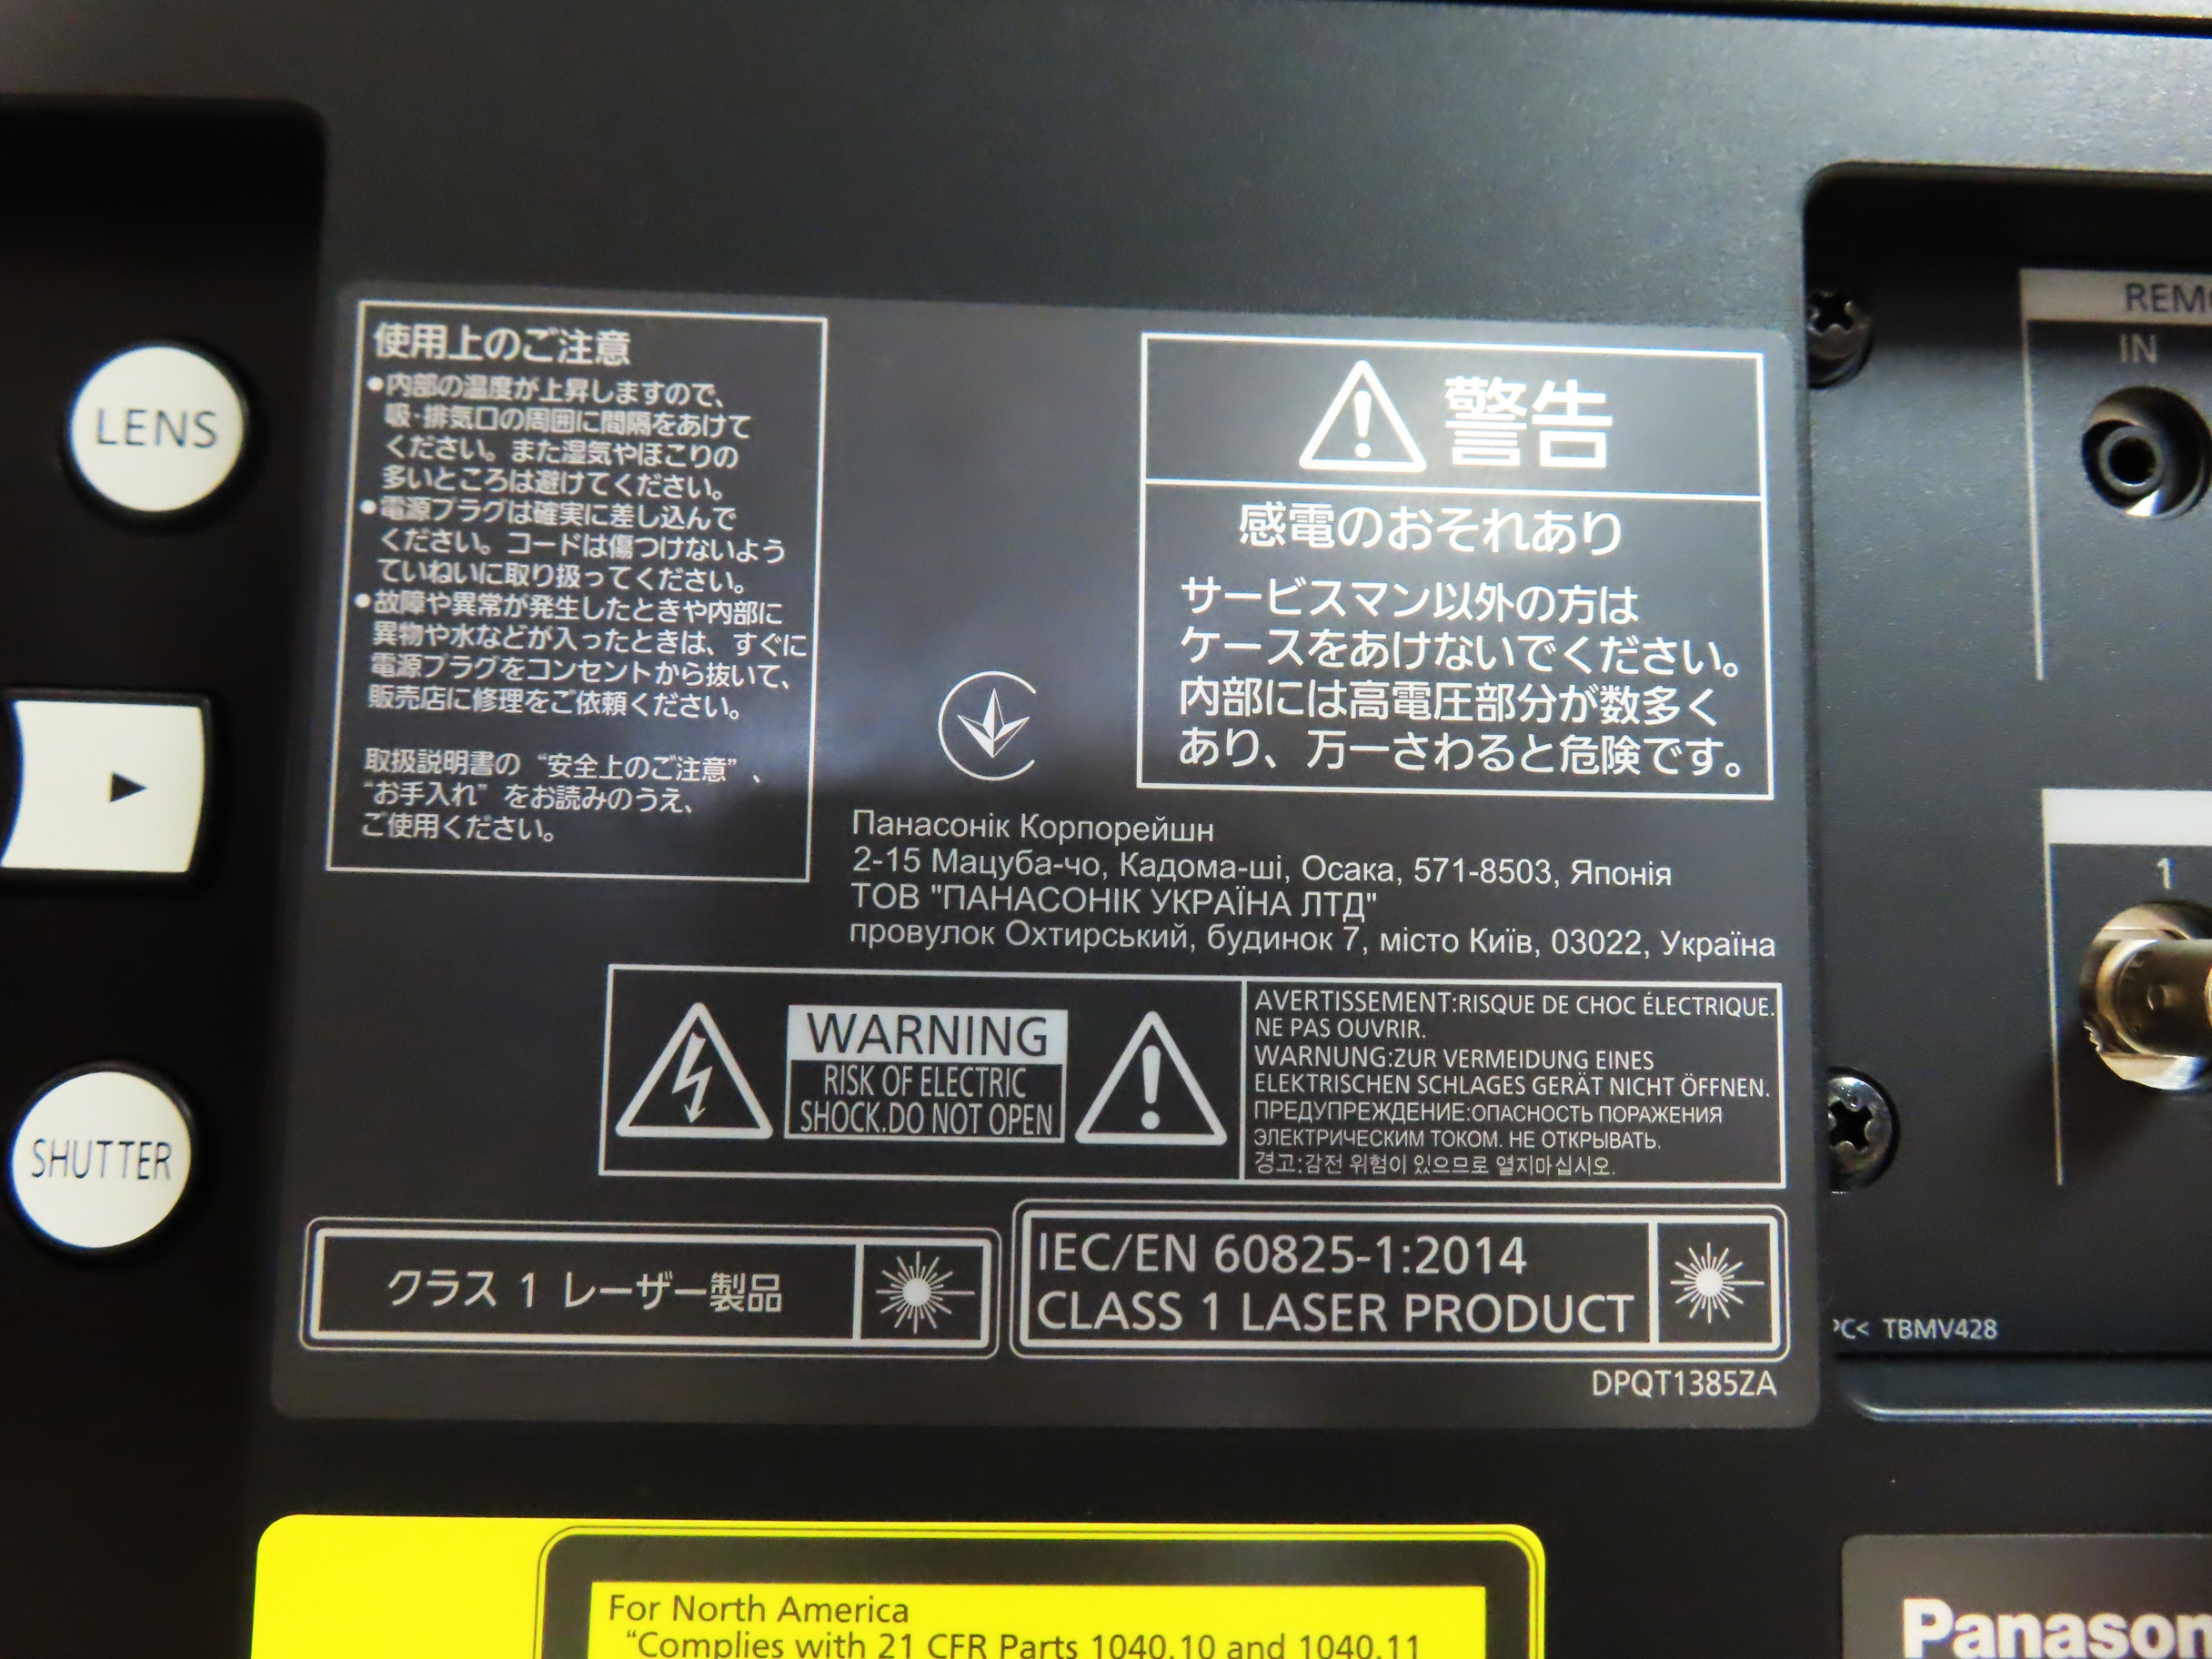 LENS
SHUTTER
使用上のご注意
●内部の温度が上昇しますので、
吸・排気口の周囲に間隔をあけて
ください。また湿気やほこりの
多いところは避けてください。
●電源プラグは確実に差し込んで
ください。コードは傷つけないよう
ていねいに取り扱ってください。
●故障や異常が発生したときや内部に
異物や水などが入ったときは、すぐに
電源プラグをコンセントから抜いて、
販売店に修理をご依頼ください。
取扱説明書の“安全上のご注意”、
“お手入れ”をお読みのうえ、
ご使用ください。
警告
感電のおそれあり
サービスマン以外の方は
ケースをあけないでください。
内部には高電圧部分が数多く
あり、万一さわると危険です。
Панасонік Корпорейшн
2-15 Мацуба-чо, Кадома-ші, Осака, 571-8503, Японія
ТОВ "ПАНАСОНІК УКРАЇНА ЛТД"
провулок Охтирський, будинок 7, місто Київ, 03022, Україна
WARNING
RISK OF ELECTRIC
SHOCK.DO NOT OPEN
AVERTISSEMENT:RISQUE DE CHOC ÉLECTRIQUE.
NE PAS OUVRIR.
WARNUNG:ZUR VERMEIDUNG EINES
ELEKTRISCHEN SCHLAGES GERÄT NICHT ÖFFNEN.
ПРЕДУПРЕЖДЕНИЕ:ОПАСНОСТЬ ПОРАЖЕНИЯ
ЭЛЕКТРИЧЕСКИМ ТОКОМ. НЕ ОТКРЫВАТЬ.
경고:감전 위험이 있으므로 열지마십시오.
クラス 1 レーザー製品
IEC/EN 60825-1:2014
CLASS 1 LASER PRODUCT
DPQT1385ZA
For North America
“Complies with 21 CFR Parts 1040.10 and 1040.11
REM
IN
1
PC< TBMV428
Panason